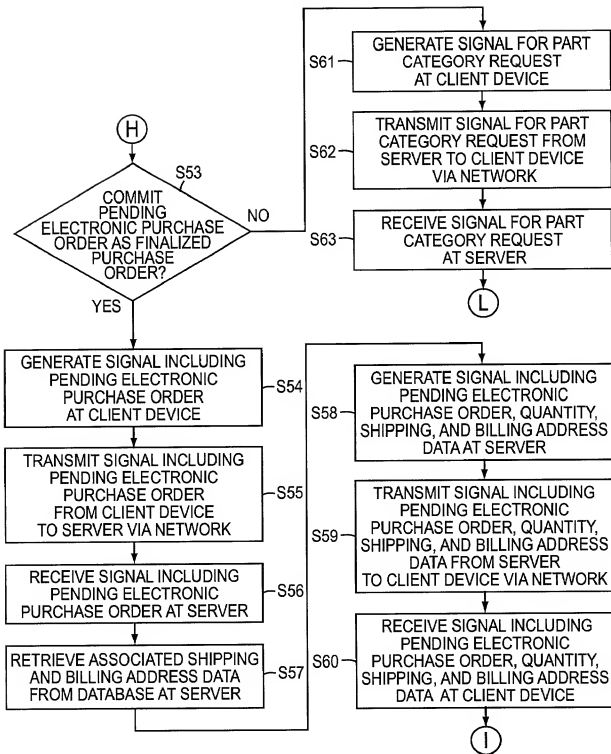 H
S53
COMMIT
PENDING
ELECTRONIC PURCHASE
ORDER AS FINALIZED
PURCHASE
ORDER?
NO
YES
GENERATE SIGNAL INCLUDING
PENDING ELECTRONIC
PURCHASE ORDER
AT CLIENT DEVICE
S54
TRANSMIT SIGNAL INCLUDING
PENDING ELECTRONIC
PURCHASE ORDER
FROM CLIENT DEVICE
TO SERVER VIA NETWORK
S55
RECEIVE SIGNAL INCLUDING
PENDING ELECTRONIC
PURCHASE ORDER AT SERVER
S56
RETRIEVE ASSOCIATED SHIPPING
AND BILLING ADDRESS DATA
FROM DATABASE AT SERVER
S57
S61
GENERATE SIGNAL FOR PART
CATEGORY REQUEST
AT CLIENT DEVICE
S62
TRANSMIT SIGNAL FOR PART
CATEGORY REQUEST FROM
SERVER TO CLIENT DEVICE
VIA NETWORK
S63
RECEIVE SIGNAL FOR PART
CATEGORY REQUEST
AT SERVER
L
S58
GENERATE SIGNAL INCLUDING
PENDING ELECTRONIC
PURCHASE ORDER, QUANTITY,
SHIPPING, AND BILLING ADDRESS
DATA AT SERVER
S59
TRANSMIT SIGNAL INCLUDING
PENDING ELECTRONIC
PURCHASE ORDER, QUANTITY,
SHIPPING, AND BILLING ADDRESS
DATA FROM SERVER
TO CLIENT DEVICE VIA NETWORK
S60
RECEIVE SIGNAL INCLUDING
PENDING ELECTRONIC
PURCHASE ORDER, QUANTITY,
SHIPPING, AND BILLING ADDRESS
DATA AT CLIENT DEVICE
I